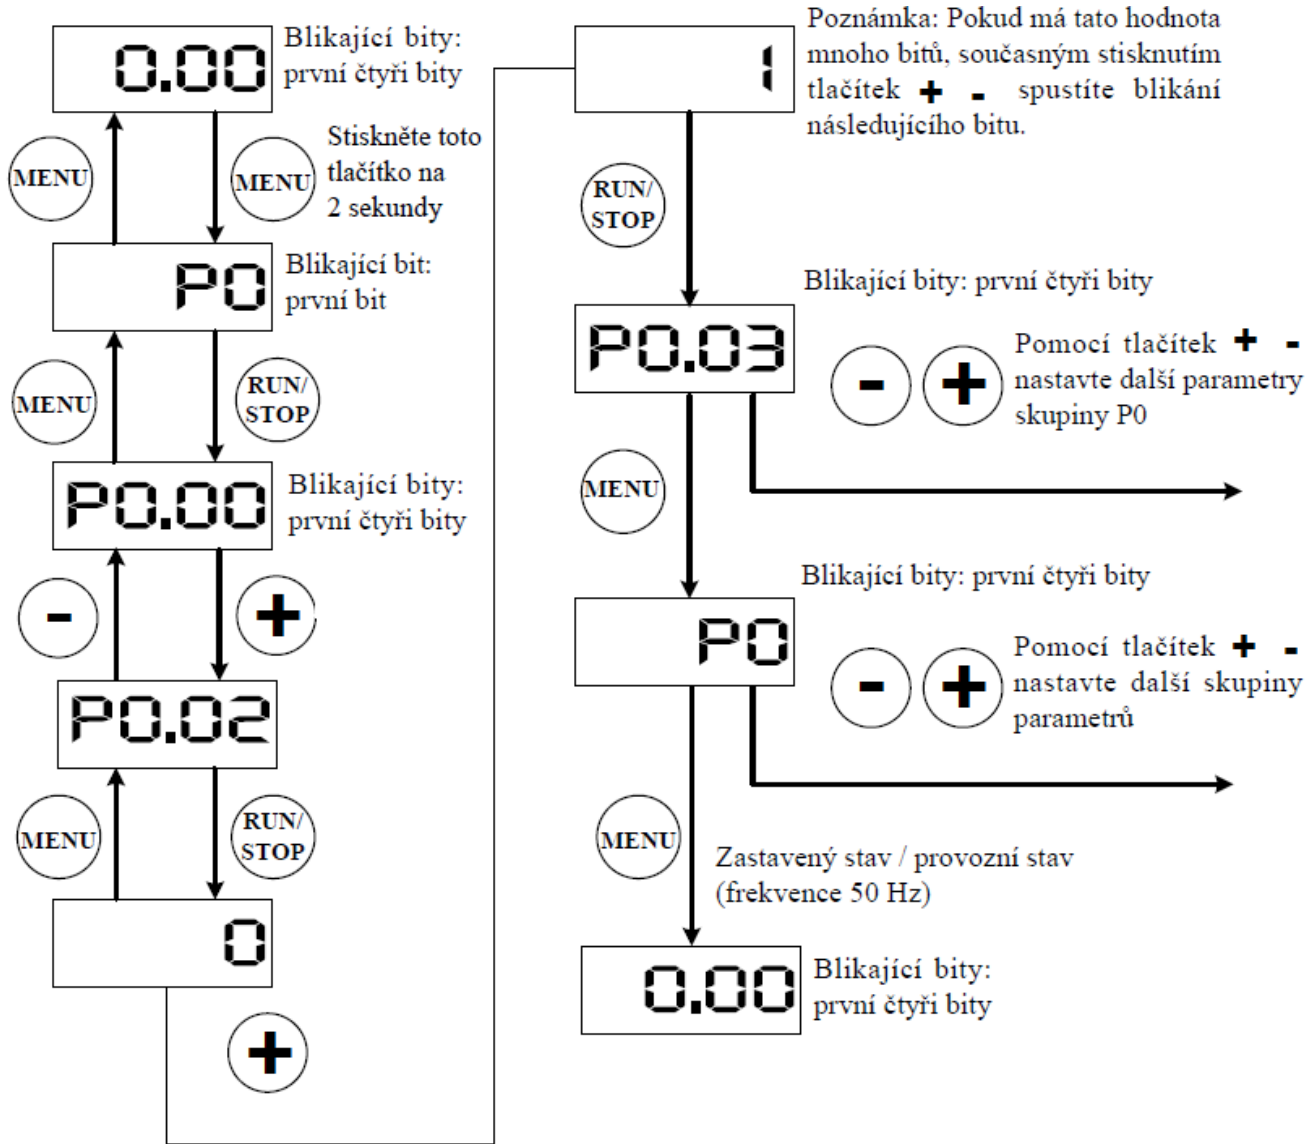 0.00
Blikající bity:
první čtyři bity
MENU
MENU
Stiskněte toto
tlačítko na
2 sekundy
P0
Blikající bit:
první bit
MENU
RUN/
STOP
P0.00
Blikající bity:
první čtyři bity
-
+
P0.02
MENU
RUN/
STOP
0
+
1
Poznámka: Pokud má tato hodnota
mnoho bitů, současným stisknutím
tlačítek + - spustíte blikání
následujícího bitu.
RUN/
STOP
Blikající bity: první čtyři bity
P0.03
- +
Pomocí tlačítek + -
nastavte další parametry
skupiny P0
MENU
Blikající bity: první čtyři bity
P0
- +
Pomocí tlačítek + -
nastavte další skupiny
parametrů
MENU
Zastavený stav / provozní stav
(frekvence 50 Hz)
0.00
Blikající bity:
první čtyři bity